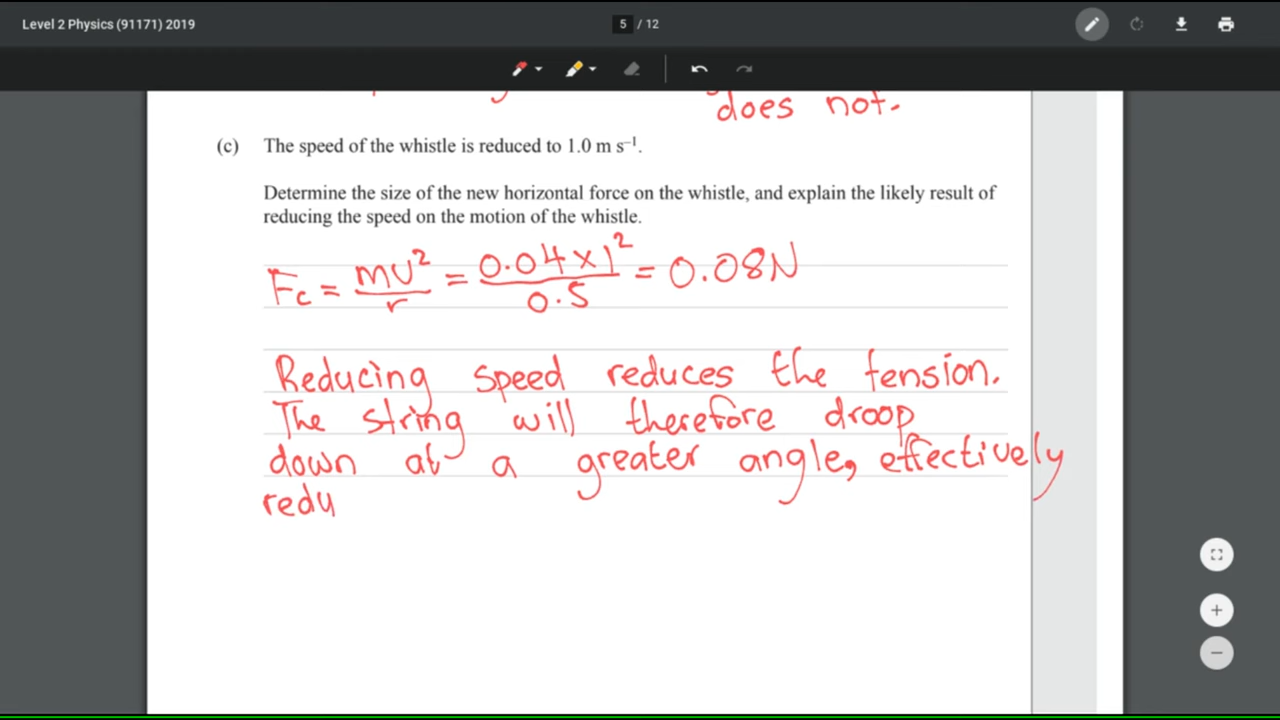 Level 2 Physics (91171) 2019
5 / 12
does not.
(c) The speed of the whistle is reduced to 1.0 m s⁻¹.
Determine the size of the new horizontal force on the whistle, and explain the likely result of
reducing the speed on the motion of the whistle.
Fc = mv²/r = 0.04 × 1²/0.5 = 0.08N
Reducing speed reduces the tension.
The string will therefore droop
down at a greater angle, effectively
redu